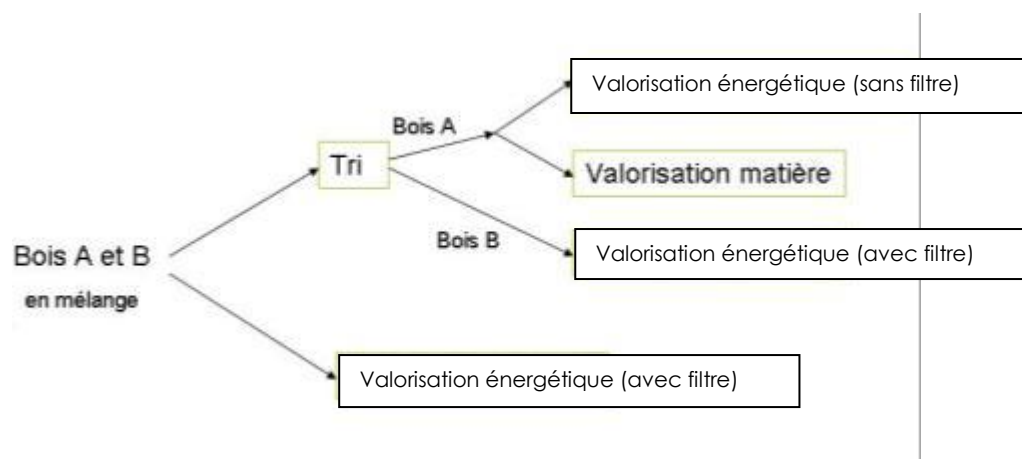 Valorisation énergétique (sans filtre)
Bois A
Tri
Valorisation matière
Bois B
Valorisation énergétique (avec filtre)
Bois A et B
en mélange
Valorisation énergétique (avec filtre)